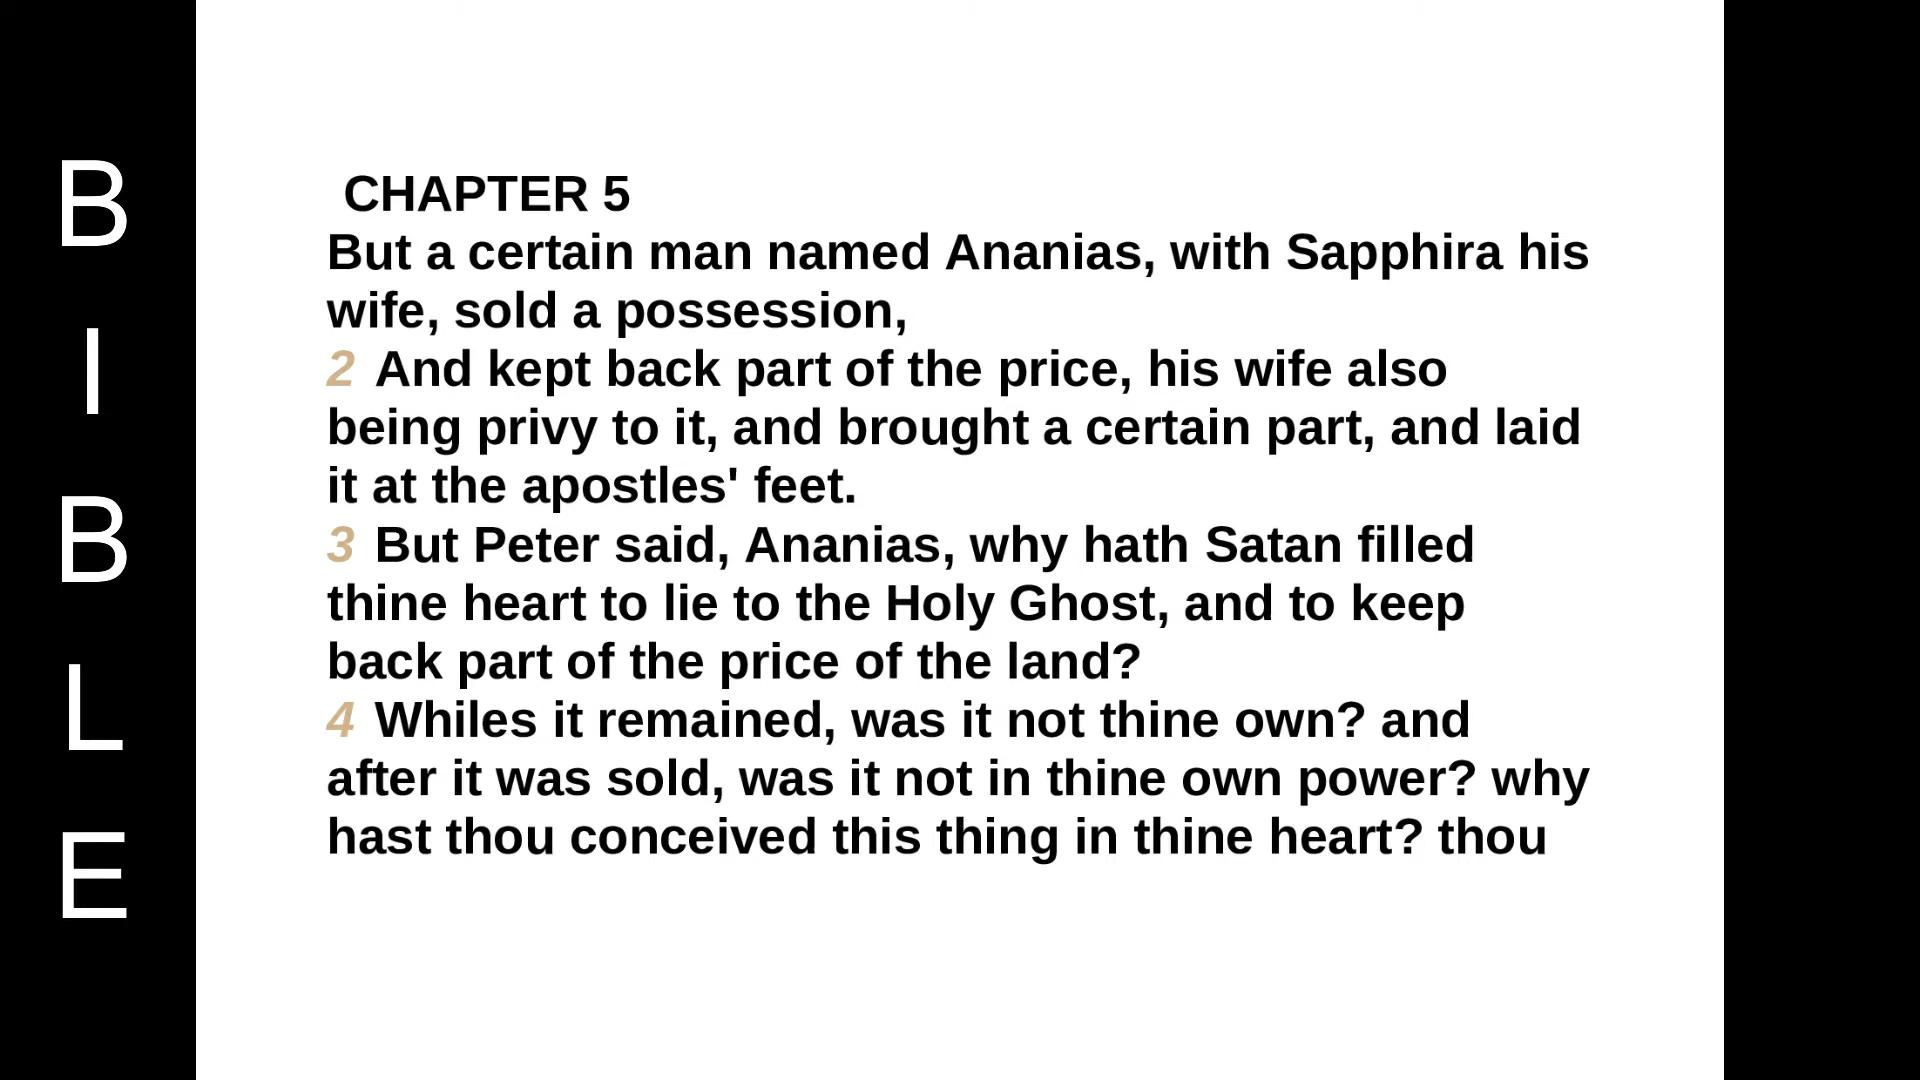 B
I
B
L
E
CHAPTER 5
But a certain man named Ananias, with Sapphira his
wife, sold a possession,
2 And kept back part of the price, his wife also
being privy to it, and brought a certain part, and laid
it at the apostles' feet.
3 But Peter said, Ananias, why hath Satan filled
thine heart to lie to the Holy Ghost, and to keep
back part of the price of the land?
4 Whiles it remained, was it not thine own? and
after it was sold, was it not in thine own power? why
hast thou conceived this thing in thine heart? thou